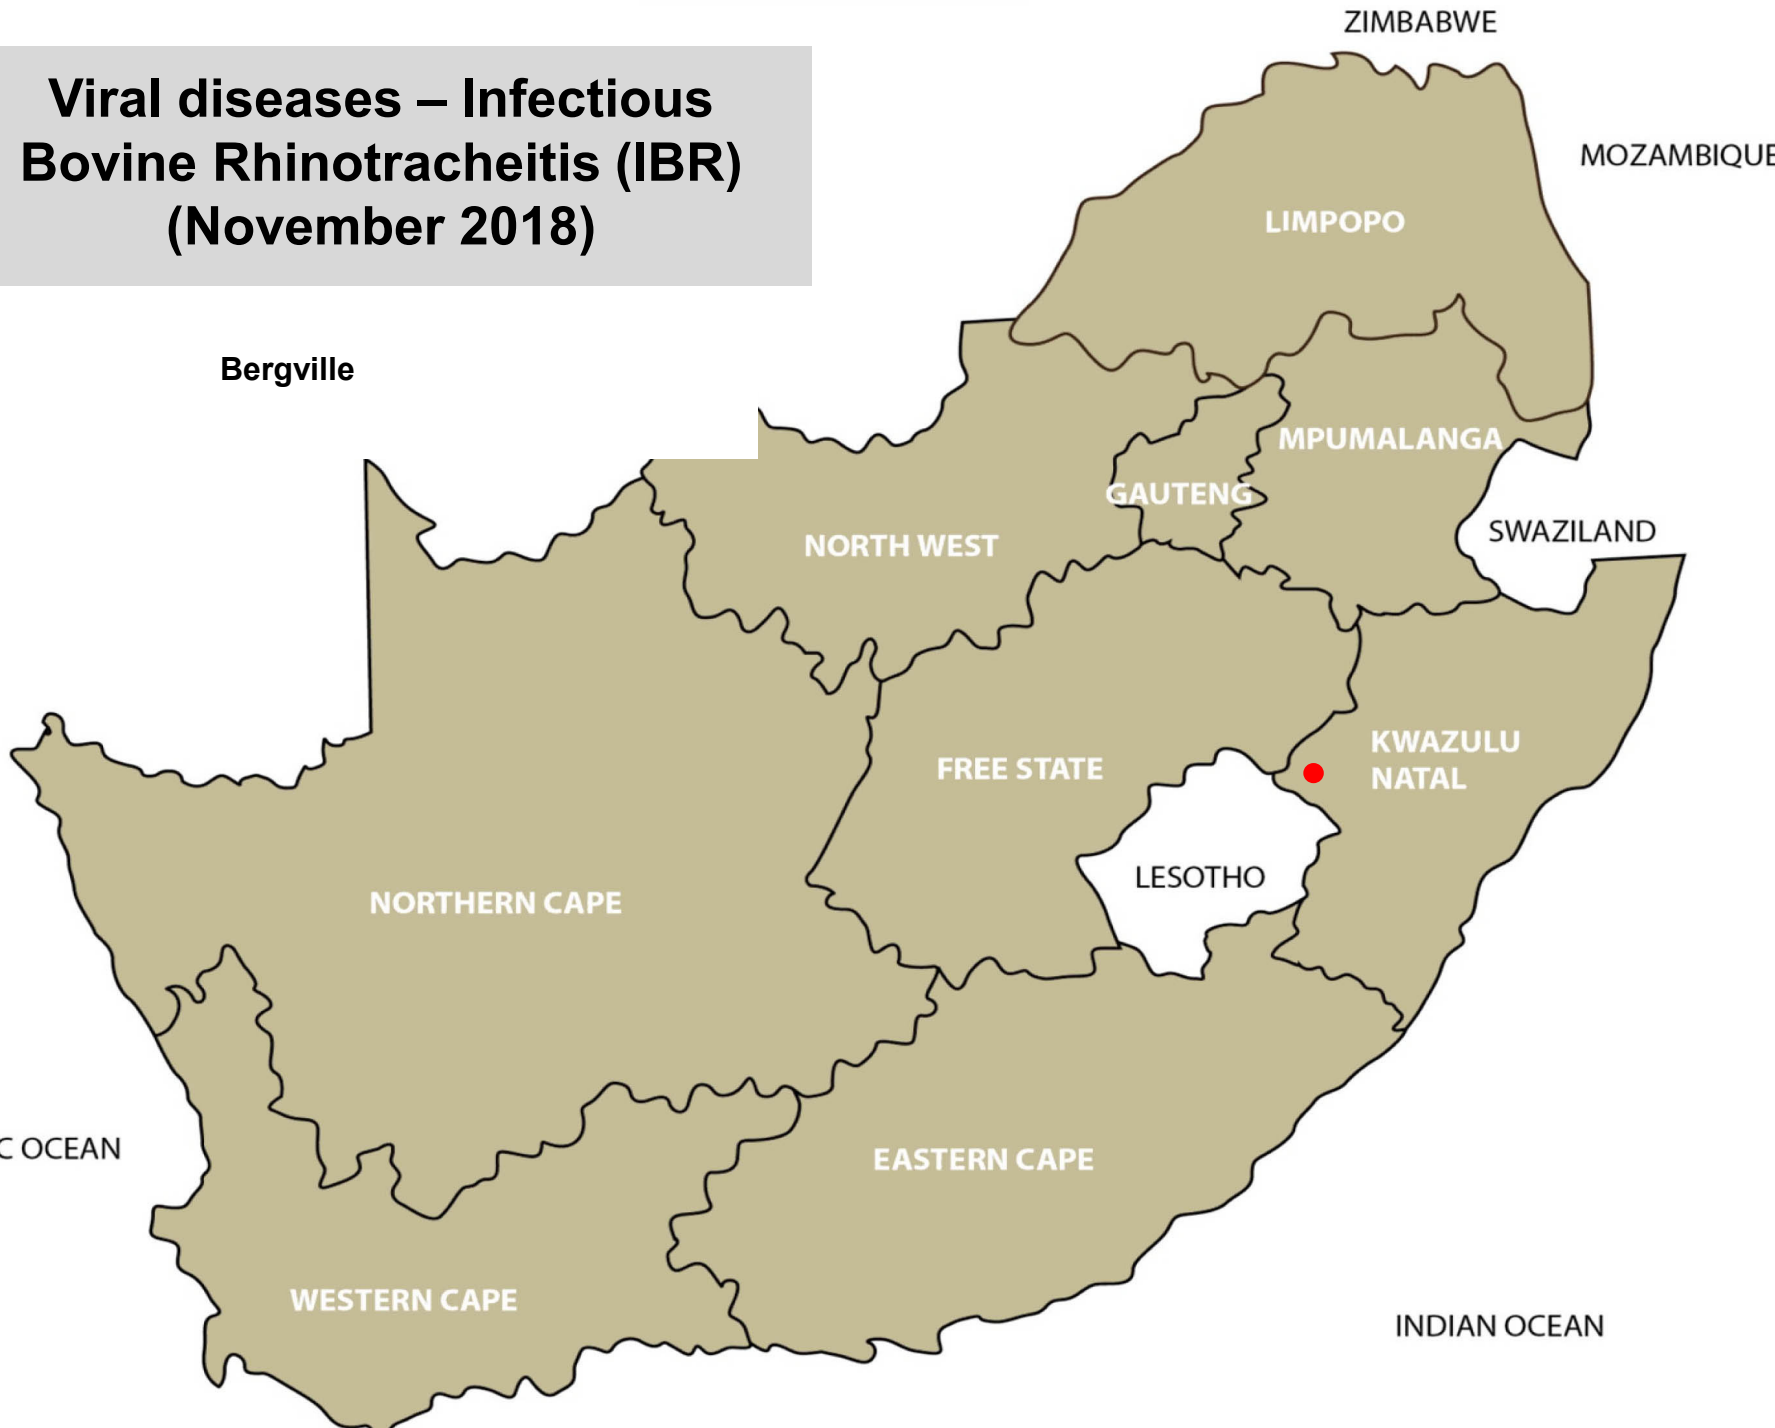 ZIMBABWE
Viral diseases – Infectious
Bovine Rhinotracheitis (IBR)
(November 2018)
MOZAMBIQUE
LIMPOPO
Bergville
MPUMALANGA
GAUTENG
SWAZILAND
NORTH WEST
KWAZULU
NATAL
FREE STATE
LESOTHO
NORTHERN CAPE
C OCEAN
EASTERN CAPE
WESTERN CAPE
INDIAN OCEAN